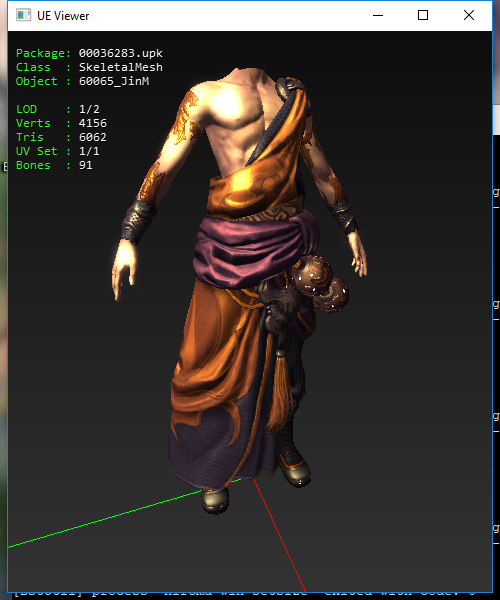 UE Viewer
Package: 00036283.upk
Class : SkeletalMesh
Object : 60065_JinM
LOD : 1/2
Verts : 4156
Tris : 6062
UV Set : 1/1
Bones : 91